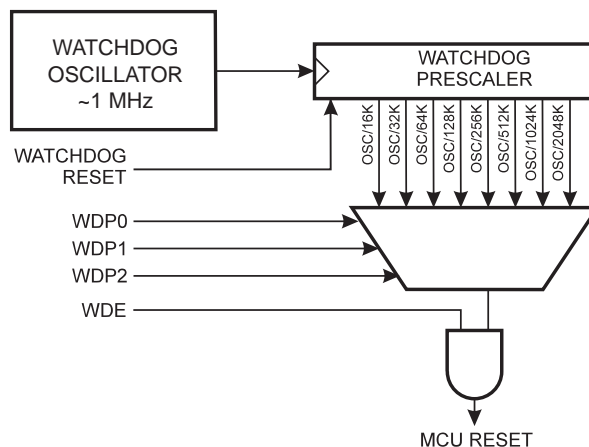 WATCHDOG
OSCILLATOR
~1 MHz
WATCHDOG
PRESCALER
WATCHDOG
RESET
OSC/16K
OSC/32K
OSC/64K
OSC/128K
OSC/256K
OSC/512K
OSC/1024K
OSC/2048K
WDP0
WDP1
WDP2
WDE
MCU RESET